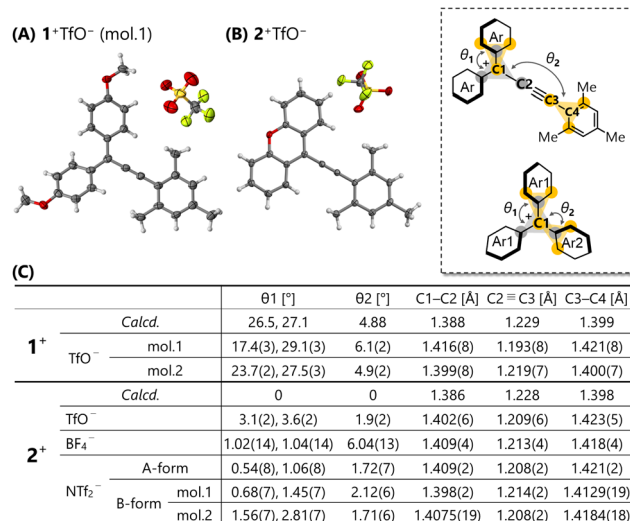 (A) 1⁺TfO⁻ (mol.1)
(B) 2⁺TfO⁻
Ar
θ₁
+
C1
θ₂
Ar
C2
C3
C4
Me
Me
Me
Ar1
θ₁
θ₂
+
C1
Ar1
Ar2
(C)
θ1 [°] θ2 [°] C1–C2 [Å] C2≡C3 [Å] C3–C4 [Å]
1⁺ Calcd. 26.5, 27.1 4.88 1.388 1.229 1.399
TfO⁻ mol.1 17.4(3), 29.1(3) 6.1(2) 1.416(8) 1.193(8) 1.421(8)
mol.2 23.7(2), 27.5(3) 4.9(2) 1.399(8) 1.219(7) 1.400(7)
2⁺ Calcd. 0 0 1.386 1.228 1.398
TfO⁻ 3.1(2), 3.6(2) 1.9(2) 1.402(6) 1.209(6) 1.423(5)
BF₄⁻ 1.02(14), 1.04(14) 6.04(13) 1.409(4) 1.213(4) 1.418(4)
NTf₂⁻ A-form 0.54(8), 1.06(8) 1.72(7) 1.409(2) 1.208(2) 1.421(2)
B-form mol.1 0.68(7), 1.45(7) 2.12(6) 1.398(2) 1.214(2) 1.4129(19)
mol.2 1.56(7), 2.81(7) 1.71(6) 1.4075(19) 1.208(2) 1.4184(18)